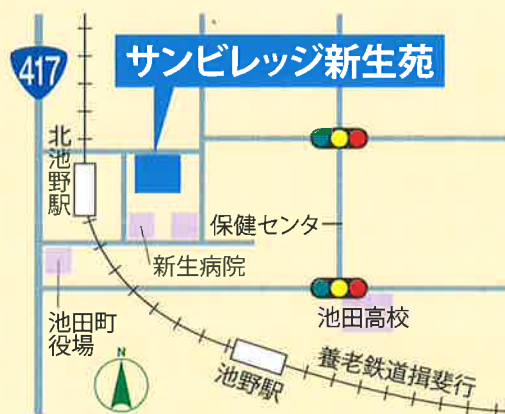 417
サンビレッジ新生苑
北池野駅
保健センター
新生病院
池田町
役場
池田高校
池野駅
養老鉄道揖斐行
N